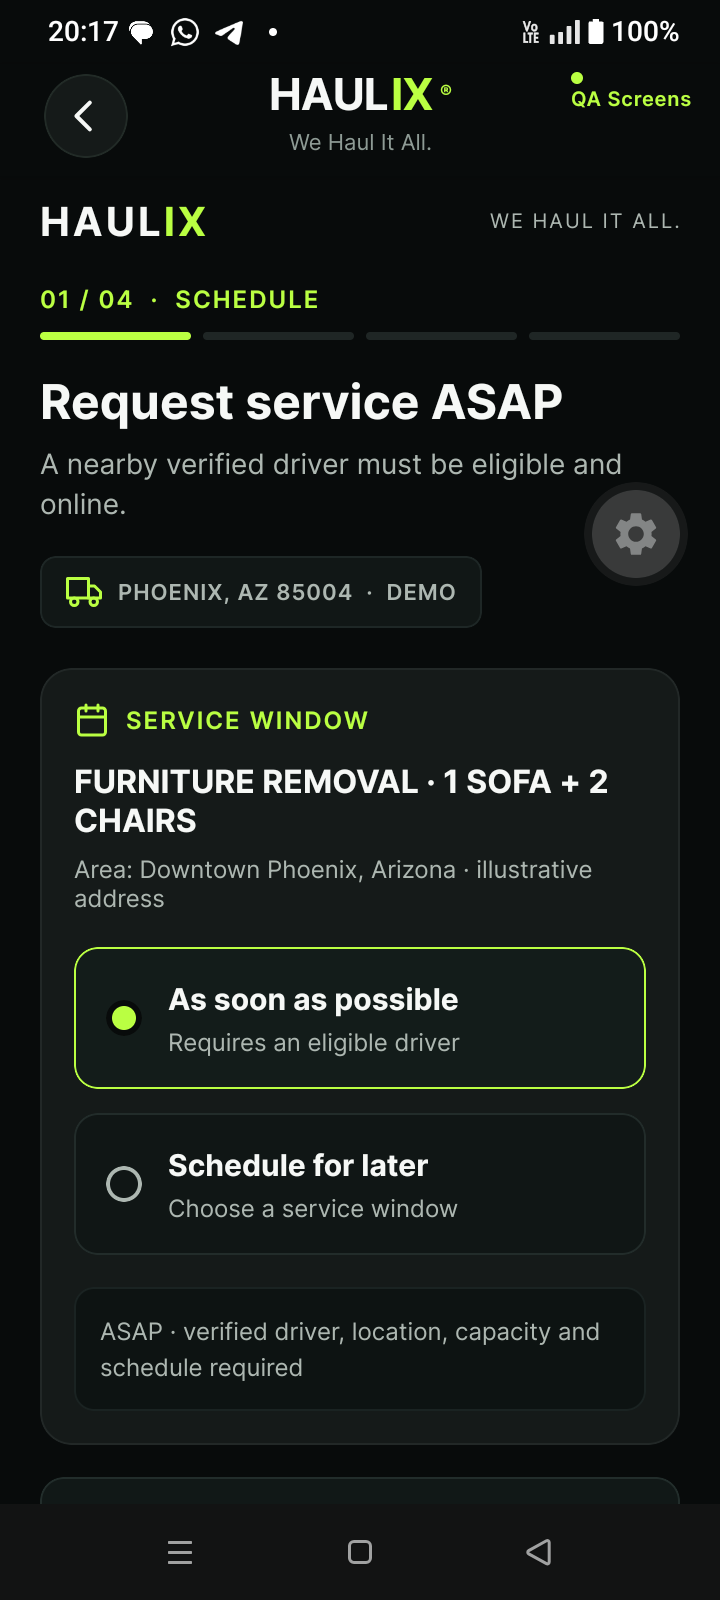 20:17
Vo LTE
100%
HAULIX ®
We Haul It All.
QA Screens
HAULIX
WE HAUL IT ALL.
01 / 04 · SCHEDULE
Request service ASAP
A nearby verified driver must be eligible and
online.
PHOENIX, AZ 85004 · DEMO
SERVICE WINDOW
FURNITURE REMOVAL · 1 SOFA + 2
CHAIRS
Area: Downtown Phoenix, Arizona · illustrative
address
As soon as possible
Requires an eligible driver
Schedule for later
Choose a service window
ASAP · verified driver, location, capacity and
schedule required